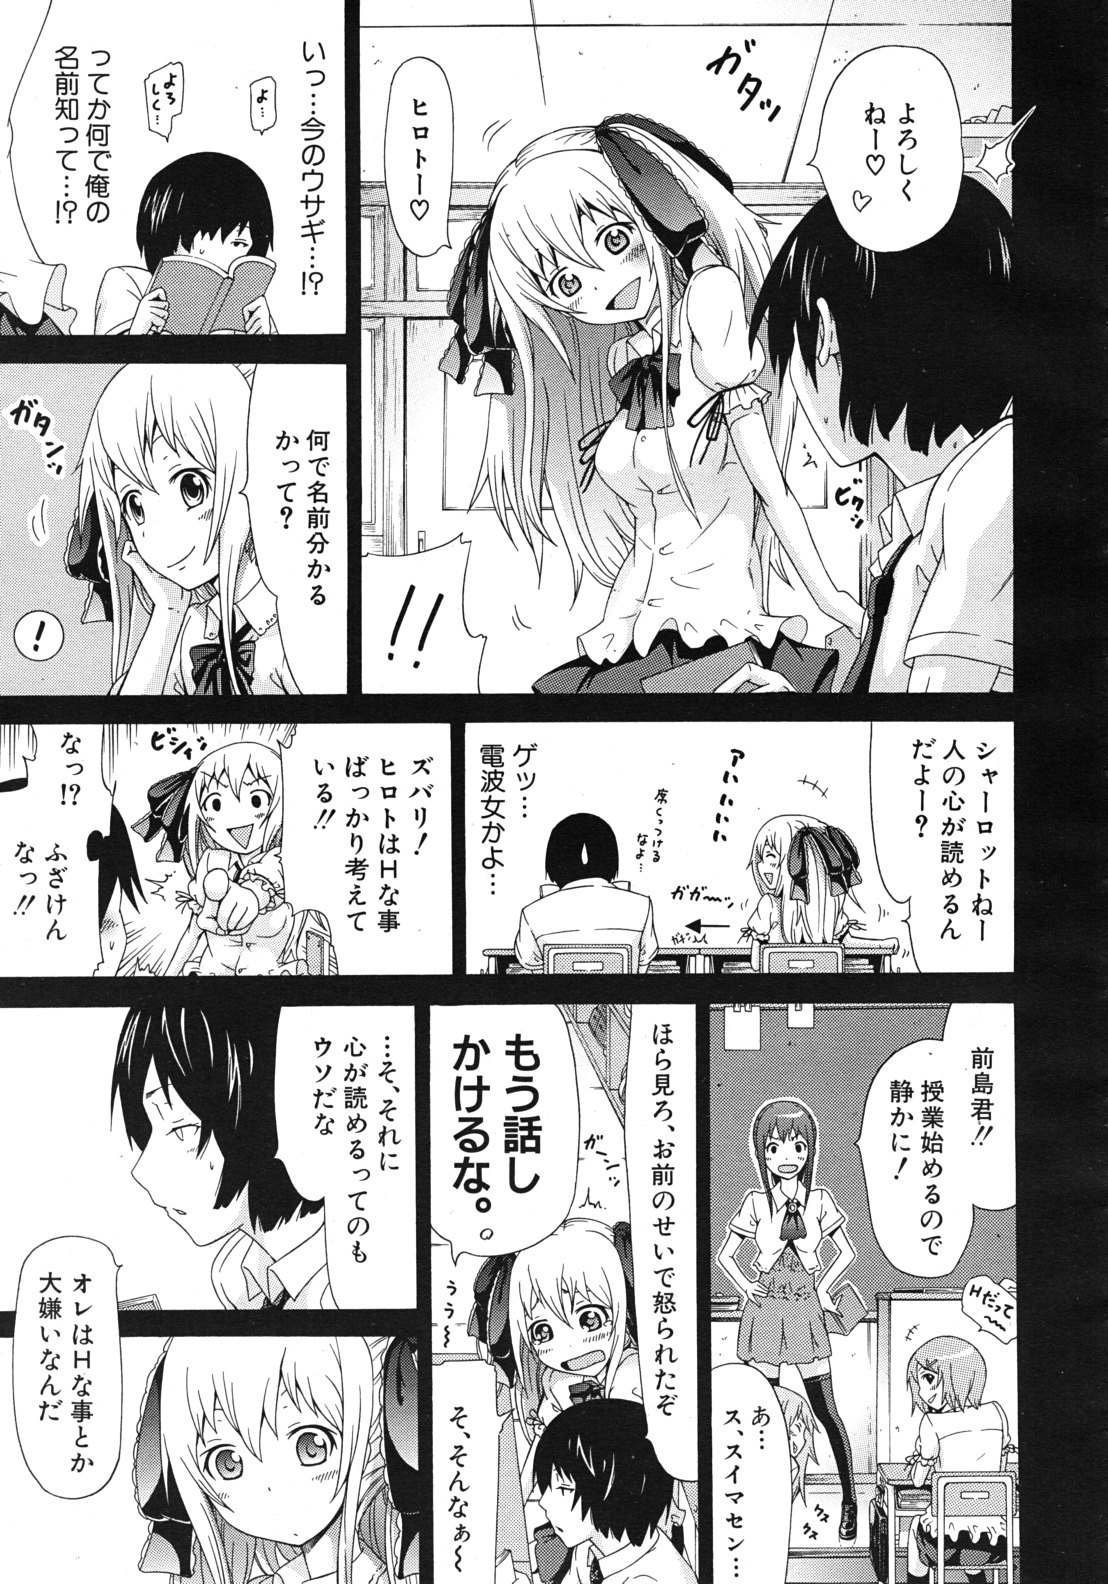 よろしく
ねー♡
♡
ガタッ
ヒロトー♡
ビクッ
!!
いっ…今のウサギ…!?
よ…
よろ
しく…
ってか何で俺の
名前知って…!?
何で名前分かる
かって？
ガタンッ
!
シャーロットねー
人の心が読めるん
だよー？
アハハハハ
席くっつける
なよ…
ガガーッ
ガガガッ
ゲッ…
電波女かよ…
ズバリ！
ヒロトはHな事
ばっかり考えて
いる!!
ビシィッ
なっ!?
ふざけん
なっ!!
前島君!!
授業始めるので
静かに！
Hだって
〜
あ…
ス、スイマセン…
クス
クス
ほら見ろ、お前のせいで怒られたぞ
もう話し
かけるな。
ガーンッ
ううー〜
そ、そんなぁ〜
…そ、それに
心が読めるってのも
ウソだな
オレはHな事とか
大嫌いなんだ